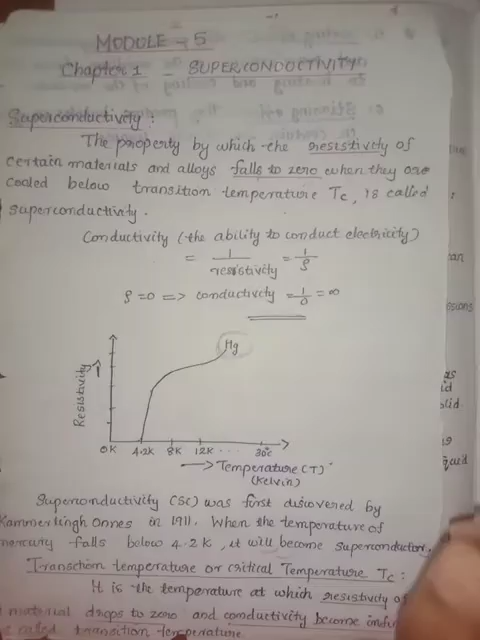 MODULE - 5
Chapter 1 - SUPERCONDUCTIVITY
Superconductivity :
The property by which the resistivity of
certain materials and alloys falls to zero when they are
cooled below transition temperature Tc, is called
superconductivity.
Conductivity (the ability to conduct electricity)
= 1/resistivity = 1/ρ
ρ = 0 => conductivity = 1/0 = ∞
Hg
Resistivity →
0K 4.2K 8K 12K .... 30°C
→ Temperature (T)
(Kelvin)
Superconductivity (SC) was first discovered by
Kammerlingh Onnes in 1911. When the temperature of
mercury falls below 4.2K, it will become superconductor.
Transition temperature or critical Temperature Tc :
It is the temperature at which resistivity of
material drops to zero and conductivity become
called transition temperature